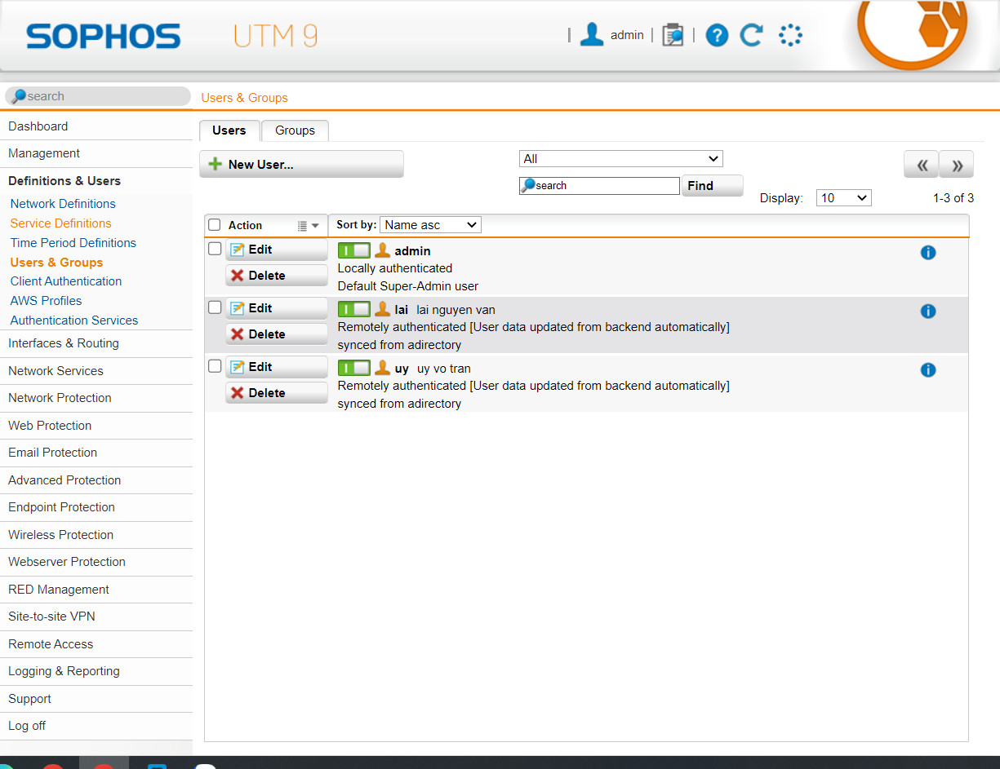 SOPHOS UTM 9
| admin | | ?
search
Users & Groups
Dashboard
Management
Definitions & Users
Network Definitions
Service Definitions
Time Period Definitions
Users & Groups
Client Authentication
AWS Profiles
Authentication Services
Interfaces & Routing
Network Services
Network Protection
Web Protection
Email Protection
Advanced Protection
Endpoint Protection
Wireless Protection
Webserver Protection
RED Management
Site-to-site VPN
Remote Access
Logging & Reporting
Support
Log off
Users Groups
New User...
All
search Find
Display: 10 1-3 of 3
Action Sort by: Name asc
Edit admin
Locally authenticated
Delete
Default Super-Admin user
Edit lai lai nguyen van
Remotely authenticated [User data updated from backend automatically]
Delete
synced from adirectory
Edit uy uy vo tran
Remotely authenticated [User data updated from backend automatically]
Delete
synced from adirectory